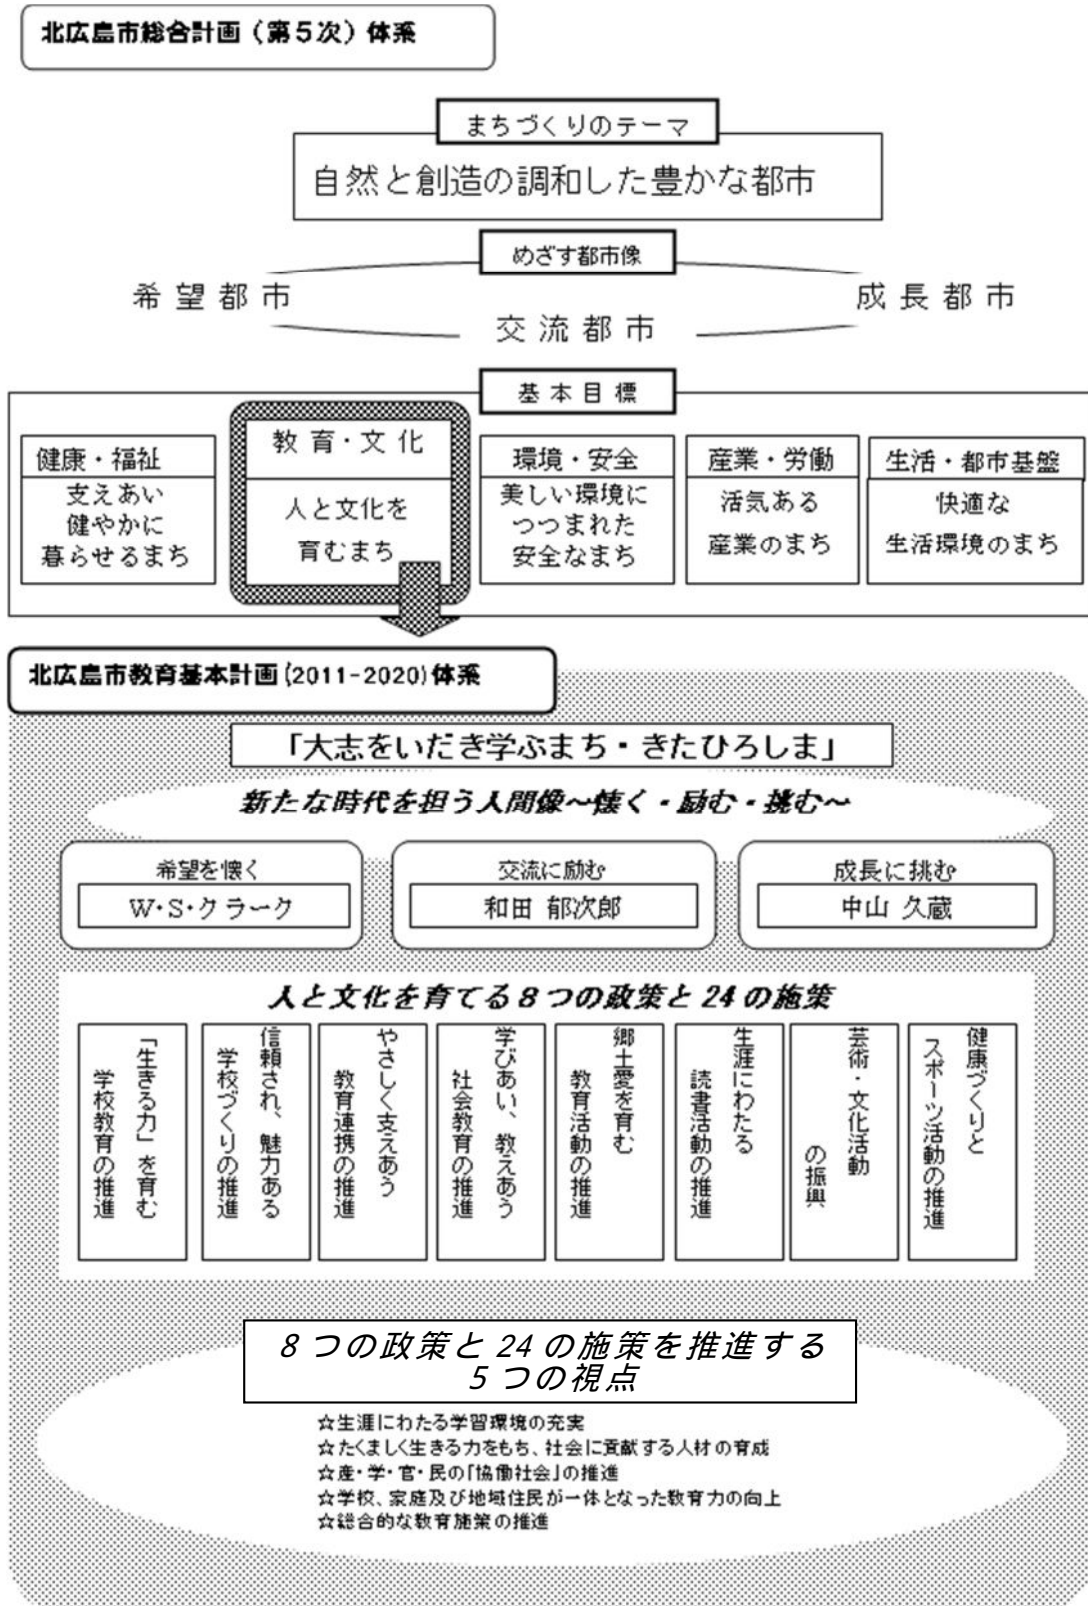 北広島市総合計画（第５次）体系
まちづくりのテーマ
自然と創造の調和した豊かな都市
めざす都市像
希望都市
成長都市
交流都市
基本目標
健康・福祉
支えあい
健やかに
暮らせるまち
教育・文化
人と文化を
育むまち
環境・安全
美しい環境に
つつまれた
安全なまち
産業・労働
活気ある
産業のまち
生活・都市基盤
快適な
生活環境のまち
北広島市教育基本計画(2011-2020)体系
「大志をいだき学ぶまち・きたひろしま」
新たな時代を担う人間像～懐く・励む・挑む～
希望を懐く
W・S・クラーク
交流に励む
和田 郁次郎
成長に挑む
中山 久蔵
人と文化を育てる８つの政策と24の施策
「生きる力」を育む
学校教育の推進
信頼され、魅力ある
学校づくりの推進
やさしく支えあう
教育連携の推進
学びあい、教えあう
社会教育の推進
郷土愛を育む
教育活動の推進
生涯にわたる
読書活動の推進
芸術・文化活動
の振興
健康づくりと
スポーツ活動の推進
8つの政策と24の施策を推進する
5つの視点
☆生涯にわたる学習環境の充実
☆たくましく生きる力をもち、社会に貢献する人材の育成
☆産・学・官・民の「協働社会」の推進
☆学校、家庭及び地域住民が一体となった教育力の向上
☆総合的な教育施策の推進